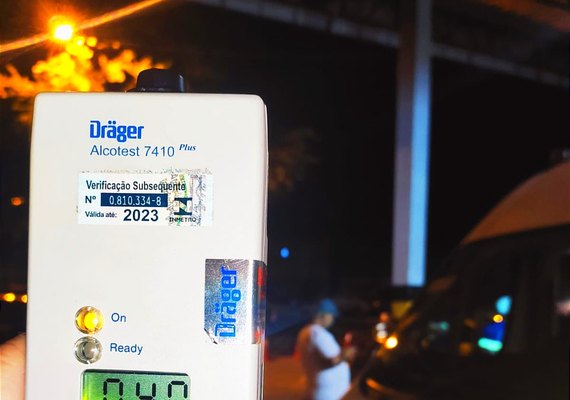 Dräger
Alcotest 7410 Plus
Verificação Subsequente
Nº 0.810.334-8
Válida até: 2023
INMETRO
Dräger
On
Ready